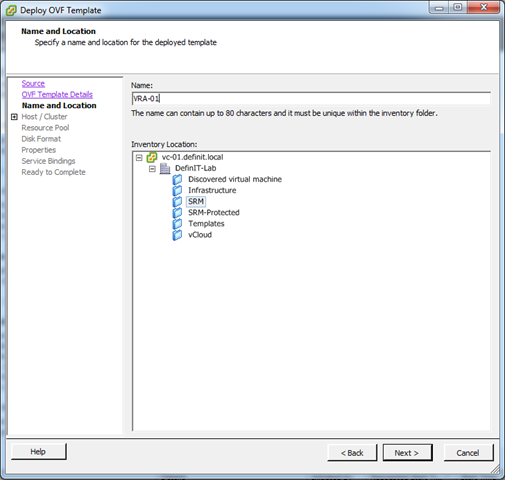 Deploy OVF Template
Name and Location
Specify a name and location for the deployed template
Source
OVF Template Details
Name and Location
Host / Cluster
Resource Pool
Disk Format
Properties
Service Bindings
Ready to Complete
Name:
VRA-01
The name can contain up to 80 characters and it must be unique within the inventory folder.
Inventory Location:
vc-01.definit.local
DefinIT-Lab
Discovered virtual machine
Infrastructure
SRM
SRM-Protected
Templates
vCloud
Help
< Back
Next >
Cancel